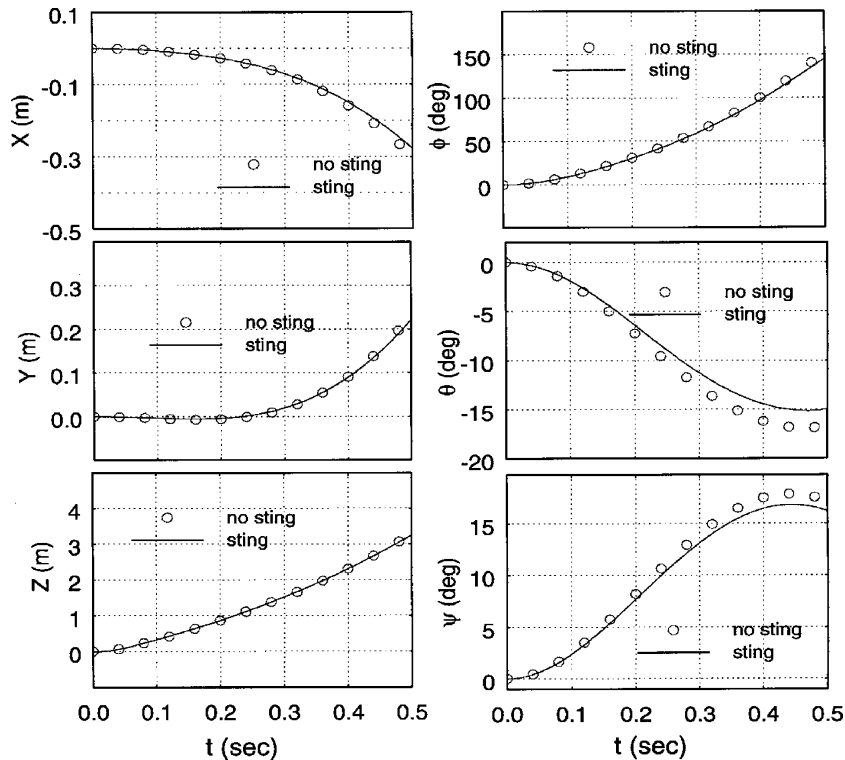 0.1
-0.1
-0.3
-0.5
X (m)
no sting
sting
0.3
0.2
0.1
0.0
Y (m)
no sting
sting
4
3
2
1
0
Z (m)
no sting
sting
0.0 0.1 0.2 0.3 0.4 0.5
t (sec)
150
100
50
0
ϕ (deg)
no sting
sting
0
-5
-10
-15
-20
θ (deg)
no sting
sting
15
10
5
0
ψ (deg)
no sting
sting
0.0 0.1 0.2 0.3 0.4 0.5
t (sec)